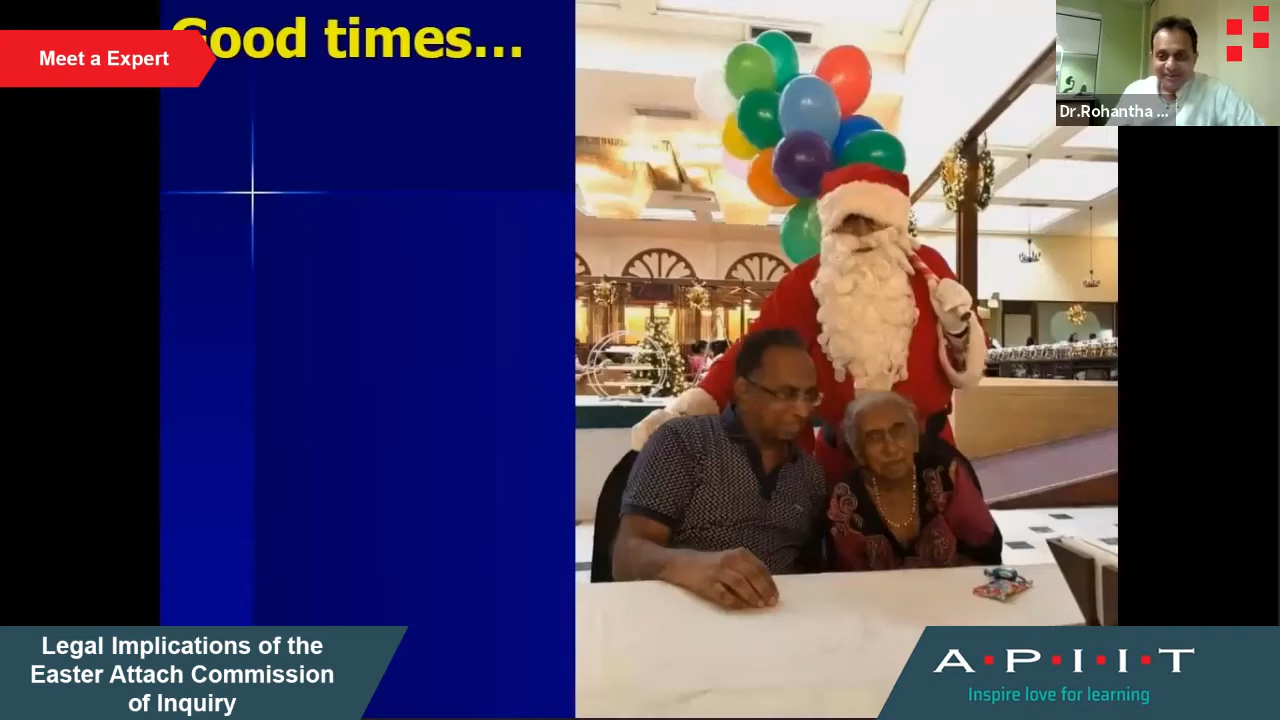 Good times...
Meet a Expert
Dr.Rohantha ...
Legal Implications of the
Easter Attach Commission
of Inquiry
A·P·I·I·T
Inspire love for learning